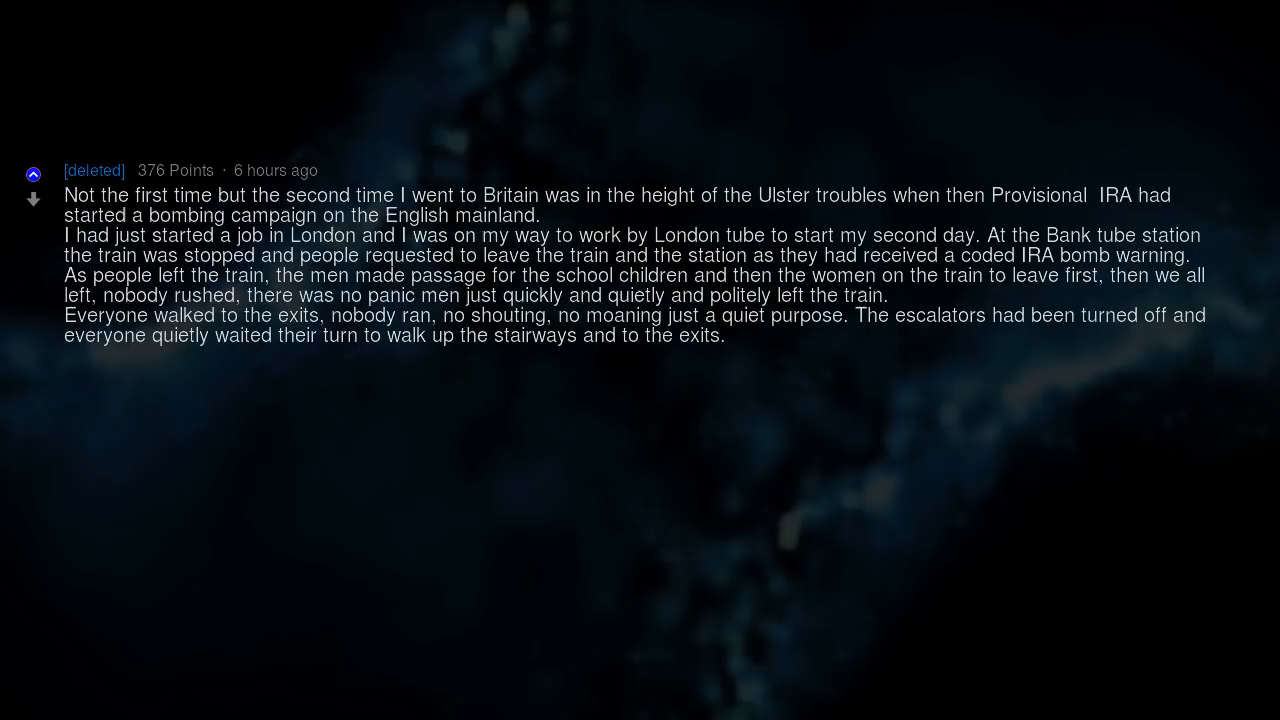 [deleted] 376 Points · 6 hours ago
Not the first time but the second time I went to Britain was in the height of the Ulster troubles when then Provisional  IRA had
started a bombing campaign on the English mainland.
I had just started a job in London and I was on my way to work by London tube to start my second day. At the Bank tube station
the train was stopped and people requested to leave the train and the station as they had received a coded IRA bomb warning.
As people left the train, the men made passage for the school children and then the women on the train to leave first, then we all
left, nobody rushed, there was no panic men just quickly and quietly and politely left the train.
Everyone walked to the exits, nobody ran, no shouting, no moaning just a quiet purpose. The escalators had been turned off and
everyone quietly waited their turn to walk up the stairways and to the exits.